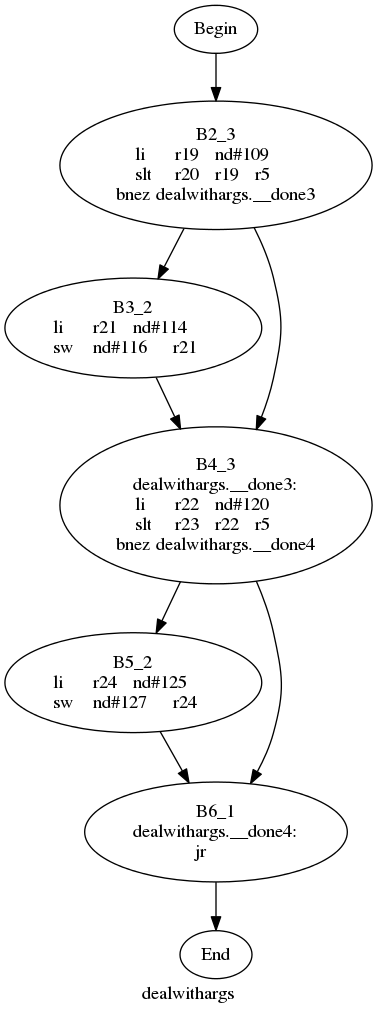 Begin
B2_3
li r19 nd#109
slt r20 r19 r5
bnez dealwithargs.__done3
B3_2
li r21 nd#114
sw nd#116 r21
B4_3
dealwithargs.__done3:
li r22 nd#120
slt r23 r22 r5
bnez dealwithargs.__done4
B5_2
li r24 nd#125
sw nd#127 r24
B6_1
dealwithargs.__done4:
jr
End
dealwithargs